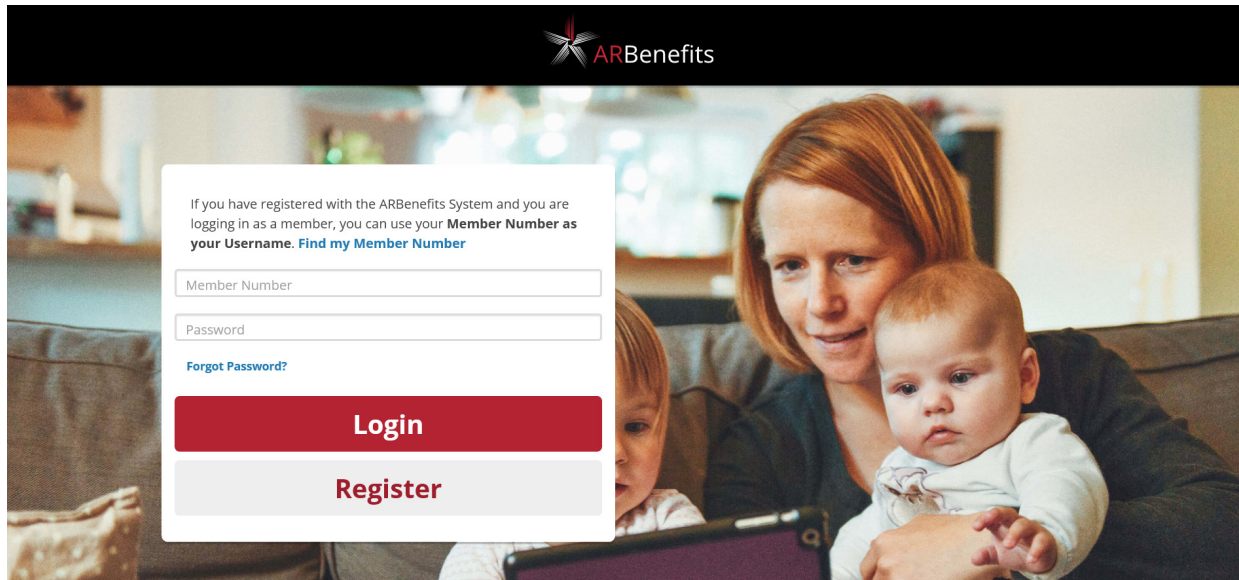 ARBenefits
If you have registered with the ARBenefits System and you are
logging in as a member, you can use your Member Number as
your Username. Find my Member Number
Member Number
Password
Forgot Password?
Login
Register